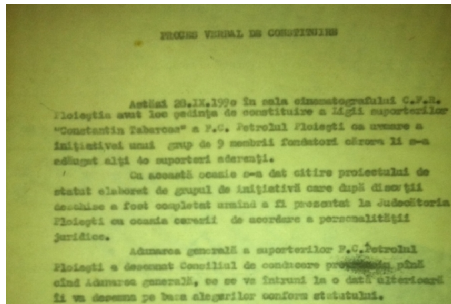 PROCES VERBAL DE CONSTITUIRE
Astăzi 20.IX.1990 în sala cinematografului C.F.R.
Ploiești a avut loc ședința de constituire a Ligii suporterilor
"Constantin Tabarcea" a F.C. Petrolul Ploiești ca urmare a
inițiativei unui grup de 9 membrii fondatori cărora li s-a
adăugat alți de suporteri aderenți.
Cu această ocazie s-a dat citire proiectului de
statut elaborat de grupul de inițiativă care după discuții
deschise a fost completat urmînd a fi prezentat la Judecătoria
Ploiești cu ocazia cererii de acordare a personalității
juridice.
Adunarea generală a suporterilor F.C.Petrolul
Ploiești a desemnat Consiliul de conducere pînă
cînd Adunarea generală, ce se va întruni la o dată ulterioară
îi va desemna pe baza alegerilor conform statutului.